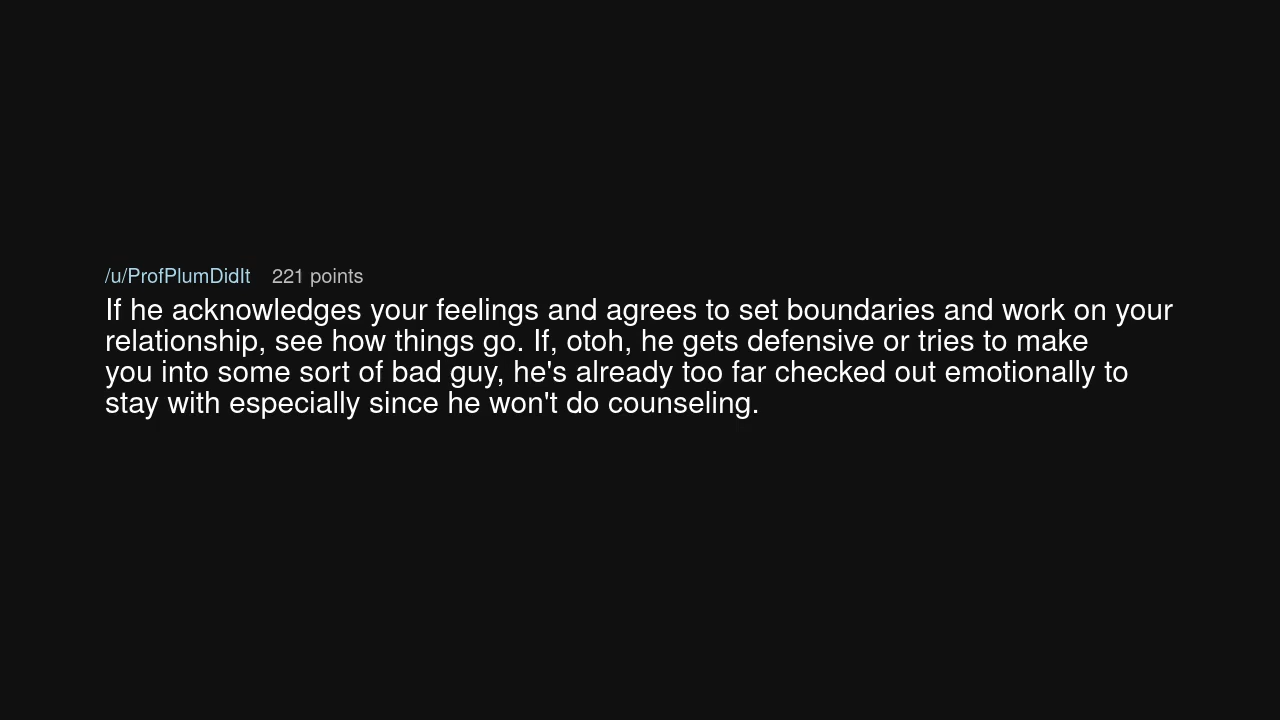 /u/ProfPlumDidIt 221 points
If he acknowledges your feelings and agrees to set boundaries and work on your
relationship, see how things go. If, otoh, he gets defensive or tries to make
you into some sort of bad guy, he's already too far checked out emotionally to
stay with especially since he won't do counseling.